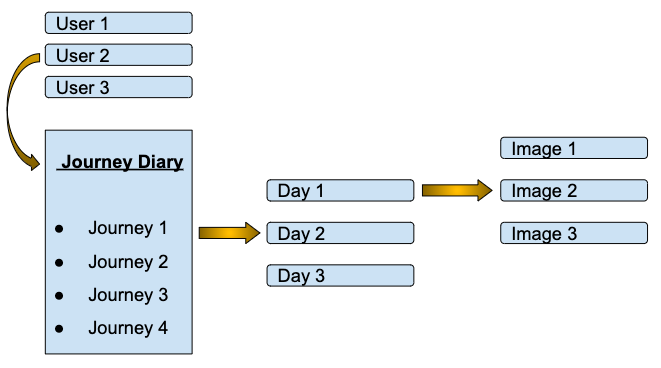 User 1
User 2
User 3
Journey Diary
● Journey 1
● Journey 2
● Journey 3
● Journey 4
Day 1
Day 2
Day 3
Image 1
Image 2
Image 3